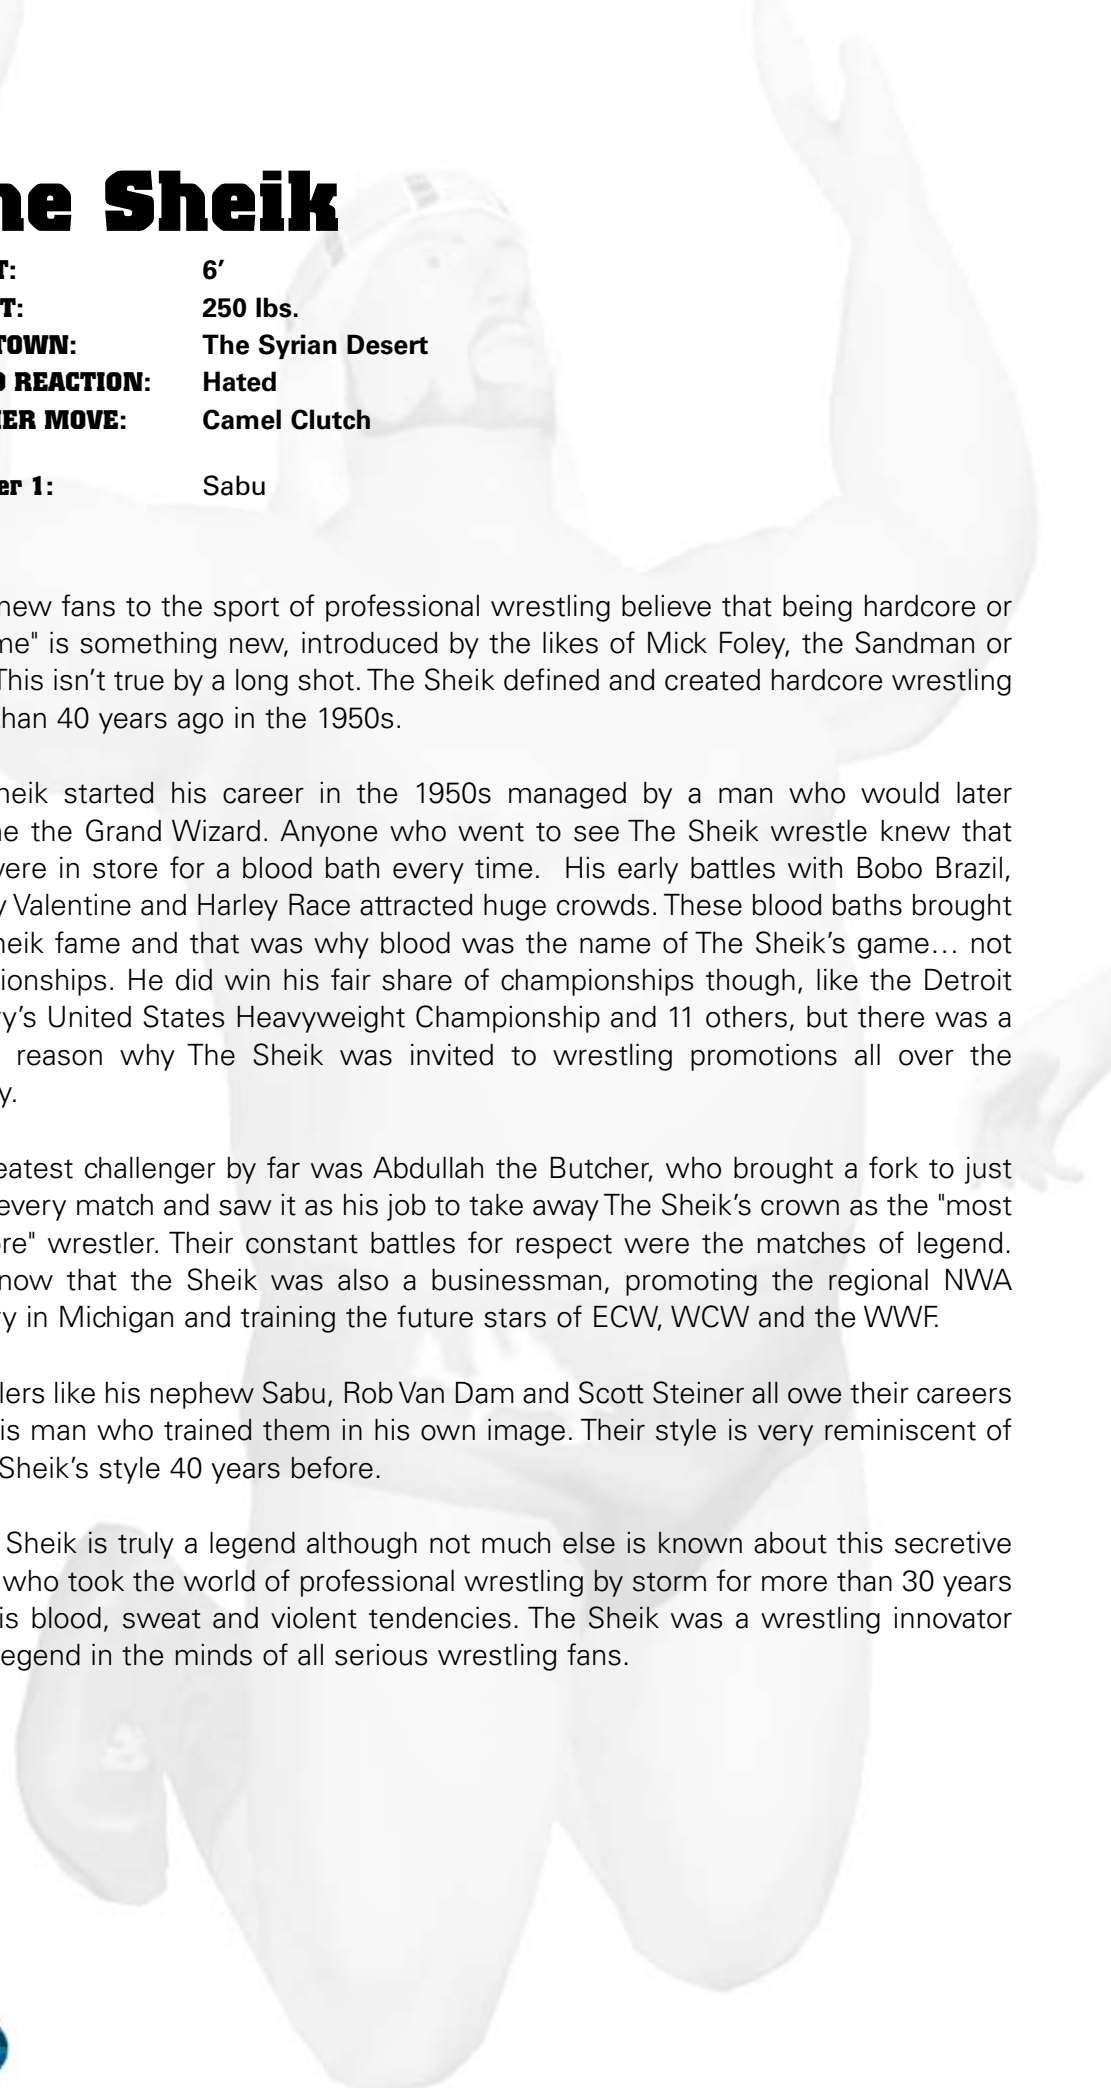 ne Sheik
T: 6’
T: 250 lbs.
TOWN: The Syrian Desert
D REACTION: Hated
HER MOVE: Camel Clutch
er 1: Sabu
new fans to the sport of professional wrestling believe that being hardcore or
me" is something new, introduced by the likes of Mick Foley, the Sandman or
This isn’t true by a long shot. The Sheik defined and created hardcore wrestling
than 40 years ago in the 1950s.
heik started his career in the 1950s managed by a man who would later
ne the Grand Wizard. Anyone who went to see The Sheik wrestle knew that
were in store for a blood bath every time. His early battles with Bobo Brazil,
y Valentine and Harley Race attracted huge crowds. These blood baths brought
heik fame and that was why blood was the name of The Sheik’s game… not
ionships. He did win his fair share of championships though, like the Detroit
ry’s United States Heavyweight Championship and 11 others, but there was a
reason why The Sheik was invited to wrestling promotions all over the
y.
eatest challenger by far was Abdullah the Butcher, who brought a fork to just
every match and saw it as his job to take away The Sheik’s crown as the "most
ore" wrestler. Their constant battles for respect were the matches of legend.
now that the Sheik was also a businessman, promoting the regional NWA
ry in Michigan and training the future stars of ECW, WCW and the WWF.
lers like his nephew Sabu, Rob Van Dam and Scott Steiner all owe their careers
is man who trained them in his own image. Their style is very reminiscent of
Sheik’s style 40 years before.
Sheik is truly a legend although not much else is known about this secretive
who took the world of professional wrestling by storm for more than 30 years
is blood, sweat and violent tendencies. The Sheik was a wrestling innovator
egend in the minds of all serious wrestling fans.